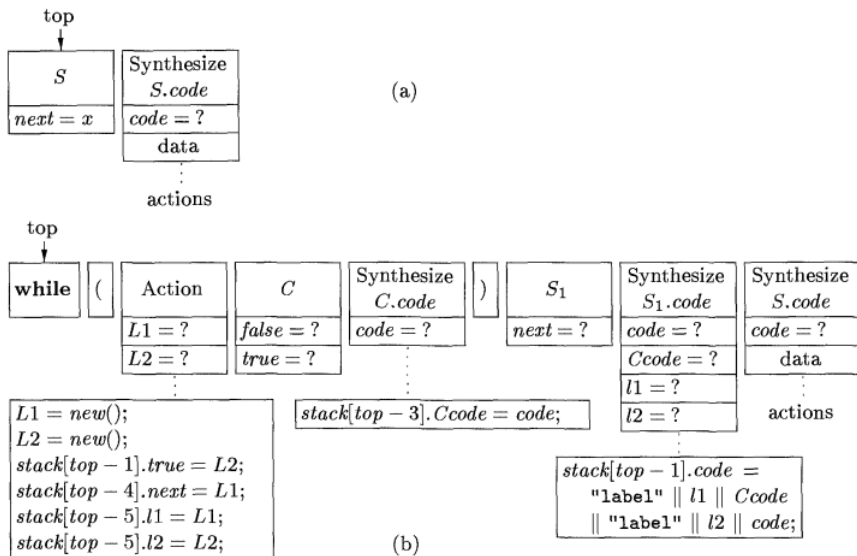 top
S
next = x
Synthesize
S.code
code = ?
data
actions
(a)
top
while
(
Action
L1 = ?
L2 = ?
C
false = ?
true = ?
Synthesize
C.code
code = ?
)
S₁
next = ?
Synthesize
S₁.code
code = ?
Ccode = ?
l1 = ?
l2 = ?
Synthesize
S.code
code = ?
data
actions
L1 = new();
L2 = new();
stack[top − 1].true = L2;
stack[top − 4].next = L1;
stack[top − 5].l1 = L1;
stack[top − 5].l2 = L2;
stack[top − 3].Ccode = code;
stack[top − 1].code =
"label" || l1 || Ccode
|| "label" || l2 || code;
(b)